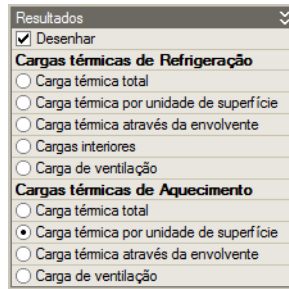 Resultados
Desenhar
Cargas térmicas de Refrigeração
Carga térmica total
Carga térmica por unidade de superfície
Carga térmica através da envolvente
Cargas interiores
Carga de ventilação
Cargas térmicas de Aquecimento
Carga térmica total
Carga térmica por unidade de superfície
Carga térmica através da envolvente
Carga de ventilação